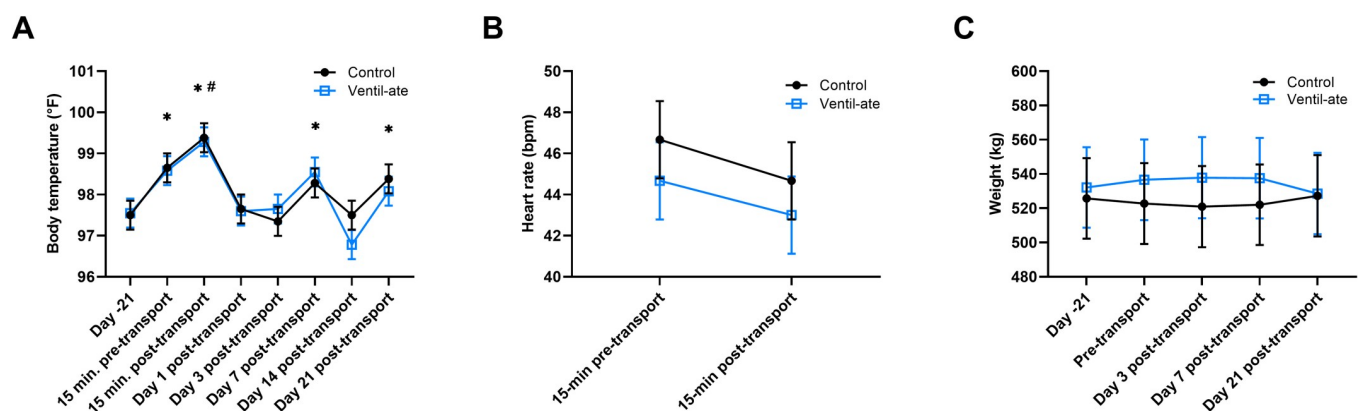 A
Body temperature (°F)
101
100
99
98
97
96
* * # * *
Control
Ventil-ate
Day -21
15 min. pre-transport
15 min. post-transport
Day 1 post-transport
Day 3 post-transport
Day 7 post-transport
Day 14 post-transport
Day 21 post-transport
B
Heart rate (bpm)
50
48
46
44
42
40
Control
Ventil-ate
15-min pre-transport
15-min post-transport
C
Weight (kg)
600
580
560
540
520
500
480
Control
Ventil-ate
Day -21
Pre-transport
Day 3 post-transport
Day 7 post-transport
Day 21 post-transport